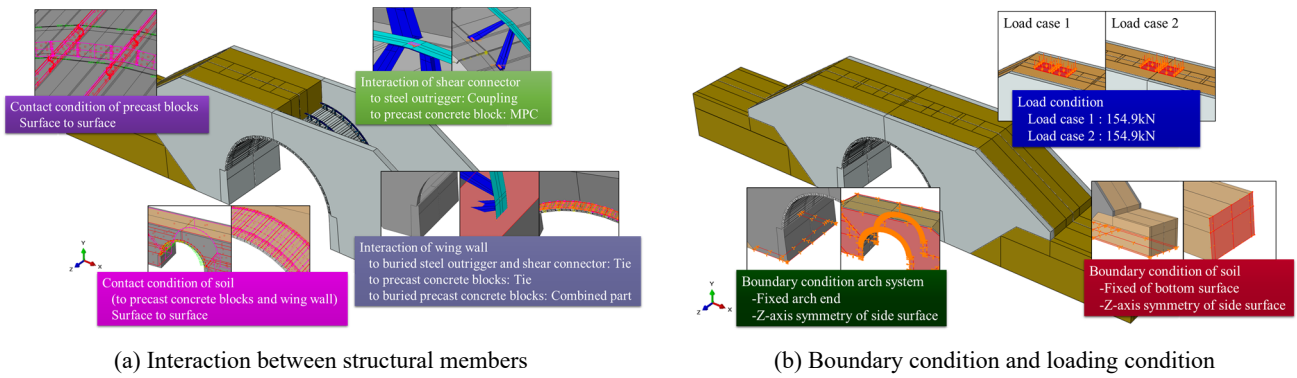 Contact condition of precast blocks
Surface to surface
Interaction of shear connector
to steel outrigger: Coupling
to precast concrete block: MPC
Interaction of wing wall
to buried steel outrigger and shear connector: Tie
to precast concrete blocks: Tie
to buried precast concrete blocks: Combined part
Y
Z
X
Contact condition of soil
(to precast concrete blocks and wing wall)
Surface to surface
(a) Interaction between structural members
Load case 1
Load case 2
Load condition
Load case 1 : 154.9kN
Load case 2 : 154.9kN
Y
Z
X
Boundary condition arch system
-Fixed arch end
-Z-axis symmetry of side surface
Boundary condition of soil
-Fixed of bottom surface
-Z-axis symmetry of side surface
(b) Boundary condition and loading condition